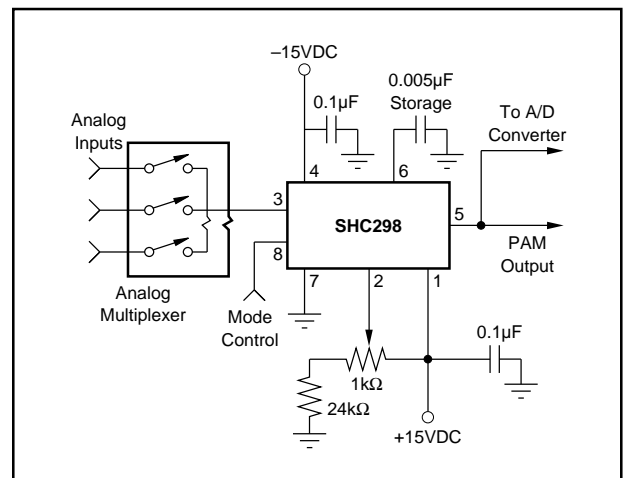 –15VDC
0.1µF
0.005µF
Storage
To A/D
Converter
Analog
Inputs
4
6
3
SHC298
5
8
PAM
Output
7
2
1
Analog
Multiplexer
Mode
Control
0.1µF
1kΩ
24kΩ
+15VDC